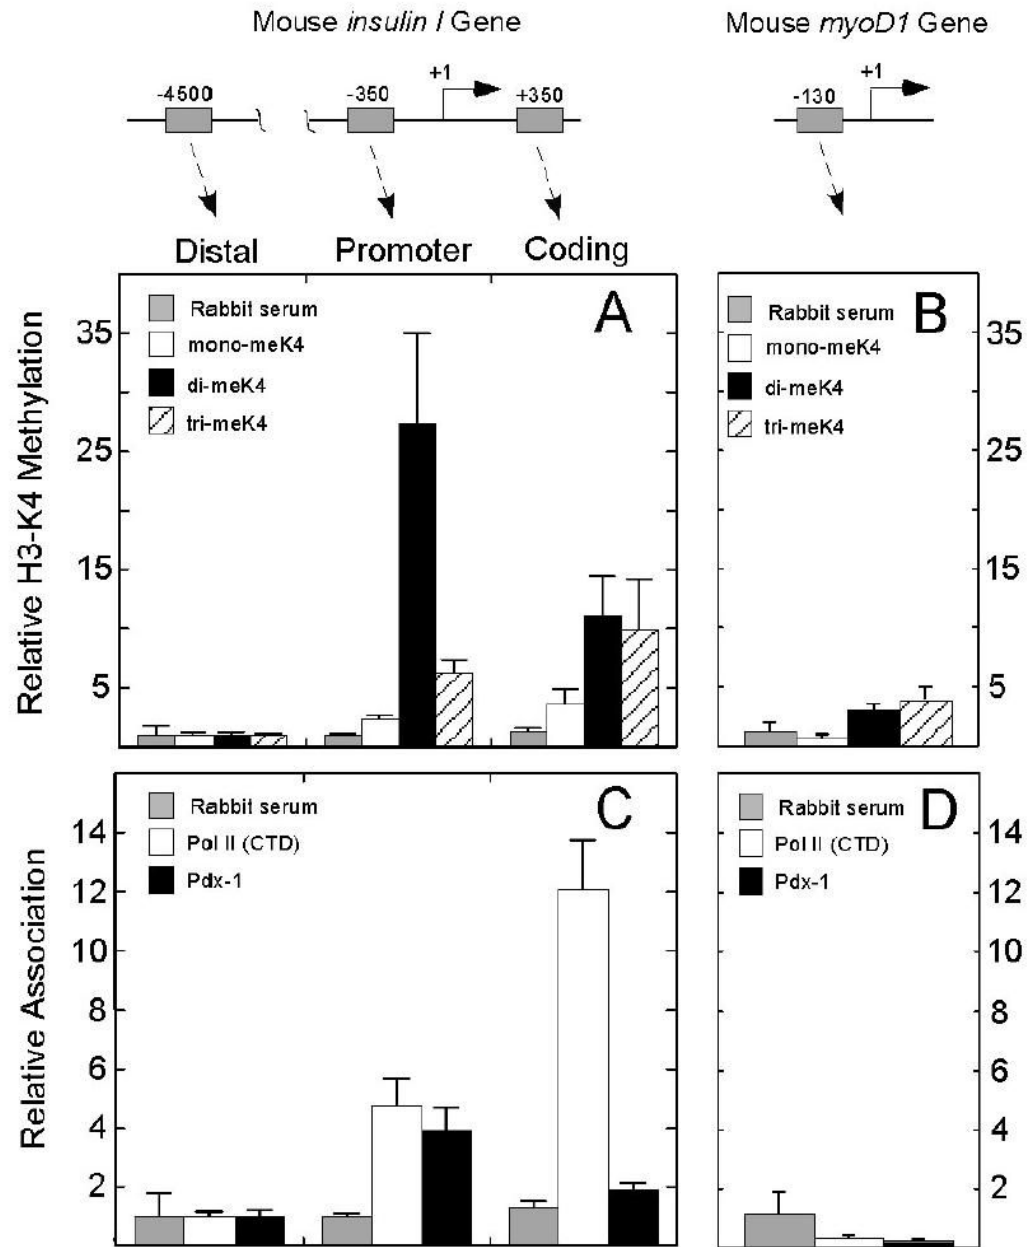 Mouse insulin I Gene
Mouse myoD1 Gene
-4500
-350
+1
+350
-130
+1
Distal
Promoter
Coding
A
Rabbit serum
mono-meK4
di-meK4
tri-meK4
35
25
15
5
Relative H3-K4 Methylation
B
Rabbit serum
mono-meK4
di-meK4
tri-meK4
35
25
15
5
C
Rabbit serum
Pol II (CTD)
Pdx-1
14
12
10
8
6
4
2
Relative Association
D
Rabbit serum
Pol II (CTD)
Pdx-1
14
12
10
8
6
4
2